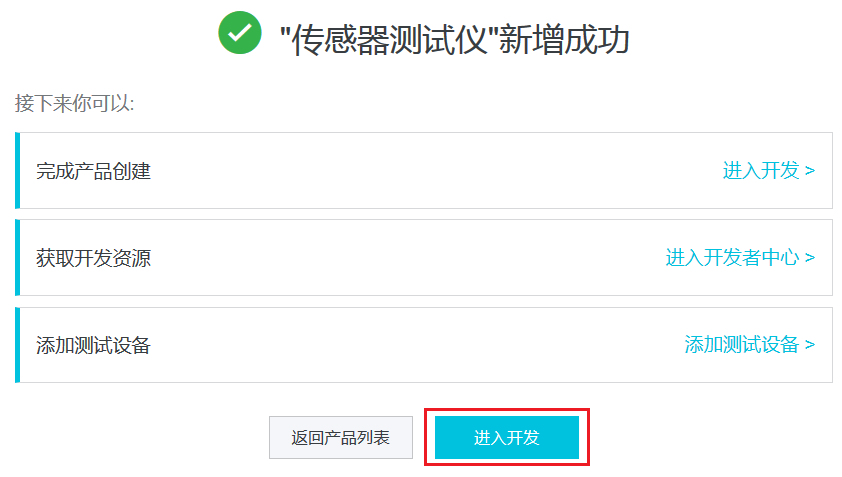 "传感器测试仪"新增成功
接下来你可以:
完成产品创建 进入开发 >
获取开发资源 进入开发者中心 >
添加测试设备 添加测试设备 >
返回产品列表 进入开发